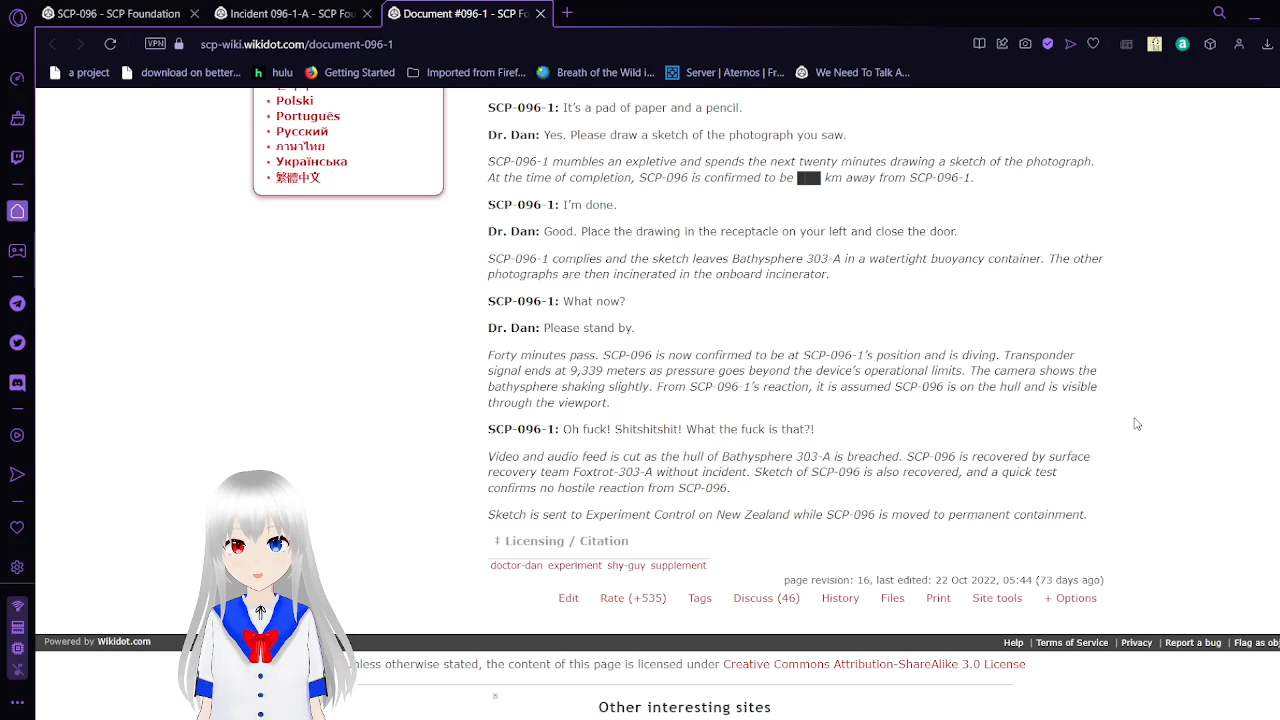 SCP-096 - SCP Foundation
Incident 096-1-A - SCP Fou
Document #096-1 - SCP Fo
VPN
scp-wiki.wikidot.com/document-096-1
a project
download on better...
hulu
Getting Started
Imported from Firef...
Breath of the Wild i...
Server | Aternos | Fr...
We Need To Talk A...
Polski
Português
Русский
ภาษาไทย
Українська
繁體中文
SCP-096-1: It's a pad of paper and a pencil.
Dr. Dan: Yes. Please draw a sketch of the photograph you saw.
SCP-096-1 mumbles an expletive and spends the next twenty minutes drawing a sketch of the photograph.
At the time of completion, SCP-096 is confirmed to be ███ km away from SCP-096-1.
SCP-096-1: I'm done.
Dr. Dan: Good. Place the drawing in the receptacle on your left and close the door.
SCP-096-1 complies and the sketch leaves Bathysphere 303-A in a watertight buoyancy container. The other
photographs are then incinerated in the onboard incinerator.
SCP-096-1: What now?
Dr. Dan: Please stand by.
Forty minutes pass. SCP-096 is now confirmed to be at SCP-096-1's position and is diving. Transponder
signal ends at 9,339 meters as pressure goes beyond the device's operational limits. The camera shows the
bathysphere shaking slightly. From SCP-096-1's reaction, it is assumed SCP-096 is on the hull and is visible
through the viewport.
SCP-096-1: Oh fuck! Shitshitshit! What the fuck is that?!
Video and audio feed is cut as the hull of Bathysphere 303-A is breached. SCP-096 is recovered by surface
recovery team Foxtrot-303-A without incident. Sketch of SCP-096 is also recovered, and a quick test
confirms no hostile reaction from SCP-096.
Sketch is sent to Experiment Control on New Zealand while SCP-096 is moved to permanent containment.
‡ Licensing / Citation
doctor-dan experiment shy-guy supplement
page revision: 16, last edited: 22 Oct 2022, 05:44 (73 days ago)
Edit Rate (+535) Tags Discuss (46) History Files Print Site tools + Options
Powered by Wikidot.com
Help | Terms of Service | Privacy | Report a bug | Flag as obj
nless otherwise stated, the content of this page is licensed under Creative Commons Attribution-ShareAlike 3.0 License
Other interesting sites